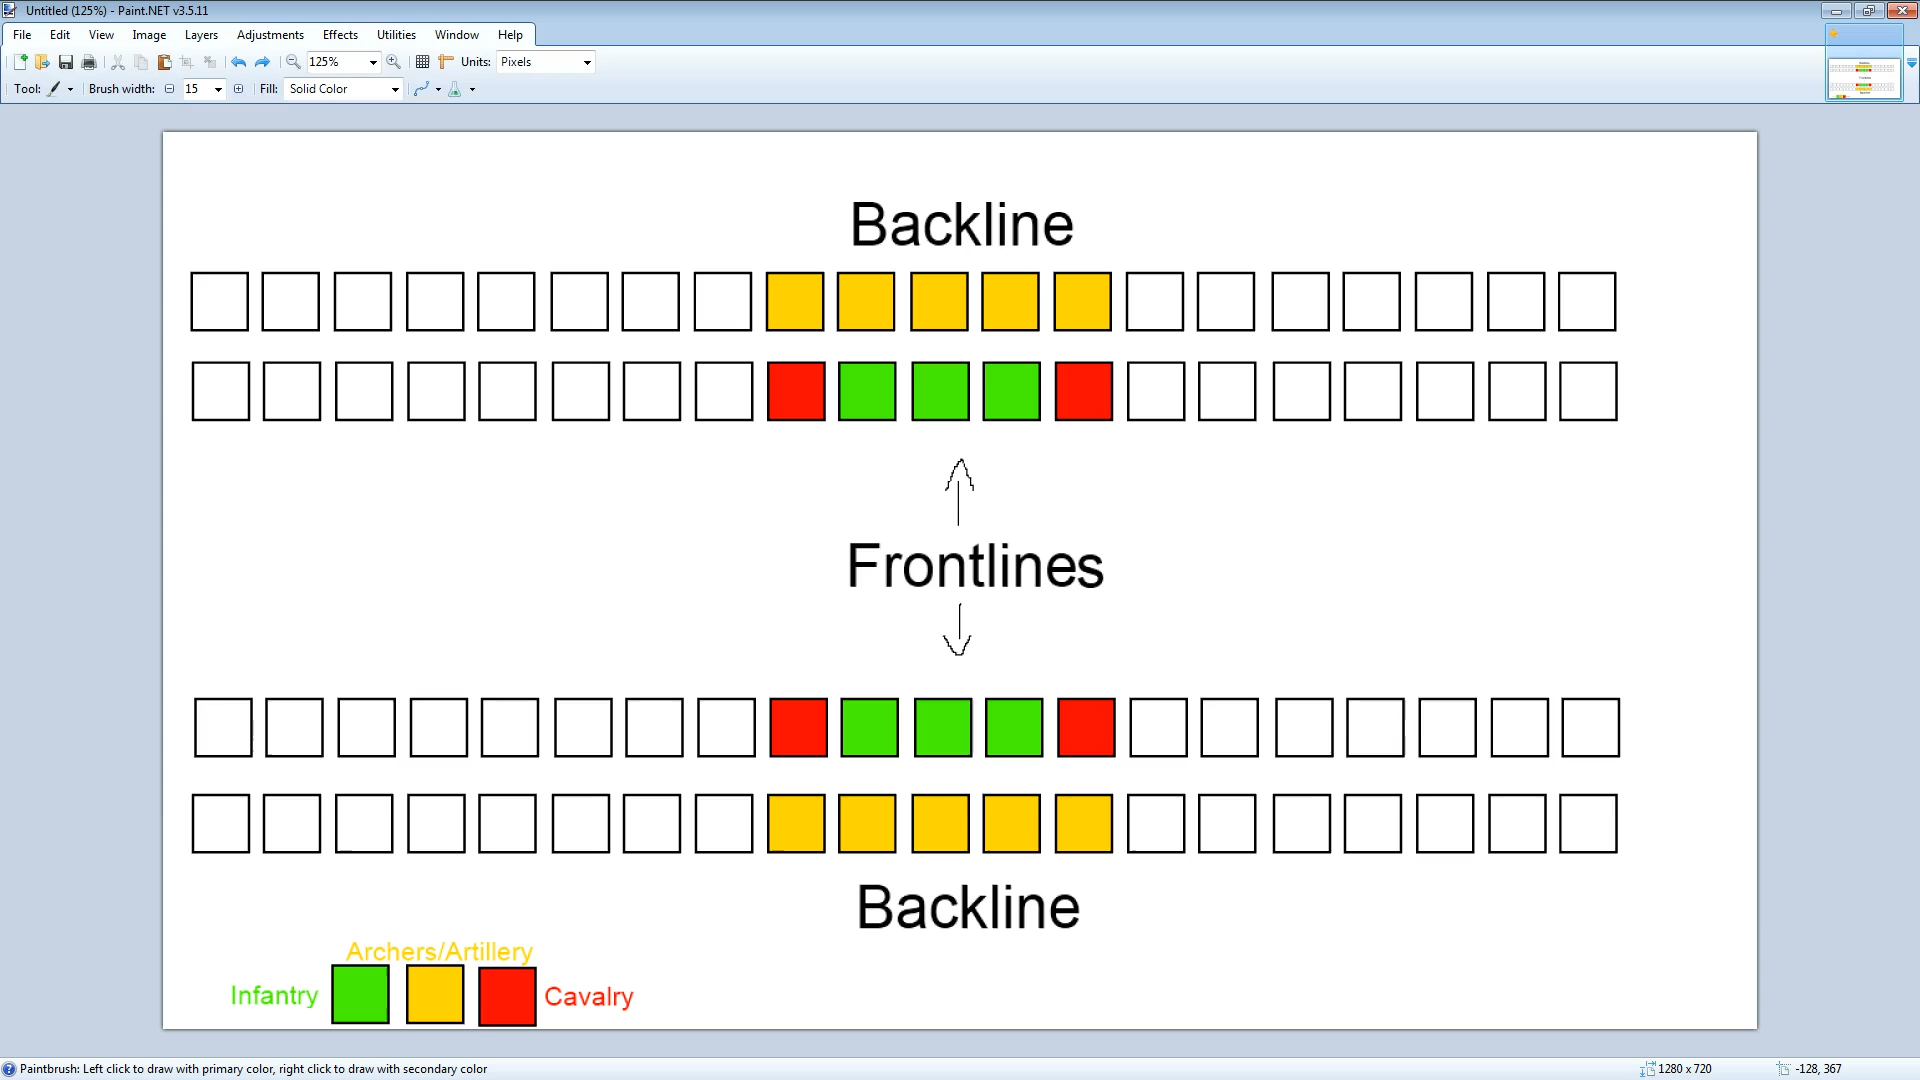 Untitled (125%) - Paint.NET v3.5.11
File Edit View Image Layers Adjustments Effects Utilities Window Help
125% Units: Pixels
Tool: Brush width: 15 Fill: Solid Color
Backline
Frontlines
Backline
Archers/Artillery
Infantry Cavalry
Paintbrush: Left click to draw with primary color, right click to draw with secondary color 1280 x 720 -128, 367